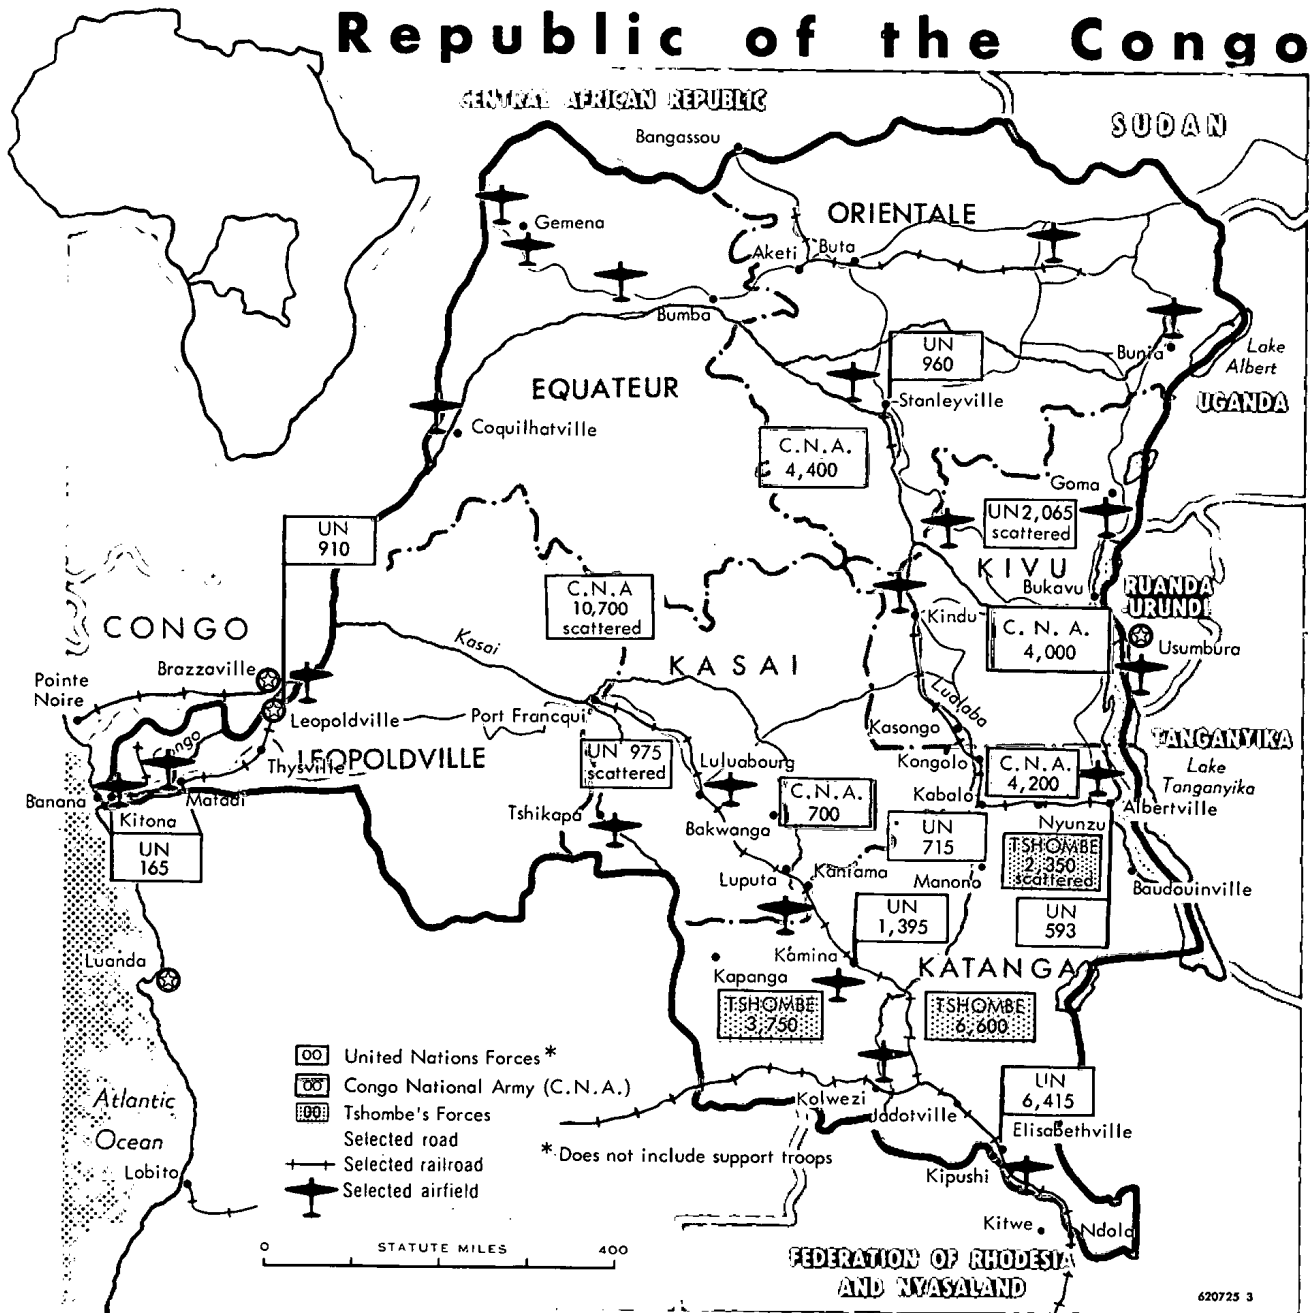 Republic of the Congo
CENTRAL AFRICAN REPUBLIC
SUDAN
Bangassou
ORIENTALE
Gemena
Aketi
Buta
Bumba
UN
960
Bunia
Lake
Albert
EQUATEUR
Stanleyville
UGANDA
Coquilhatville
C.N.A.
4,400
Goma
UN 2,065
scattered
UN
910
KIVU
Bukavu
RUANDA
URUNDI
C.N.A
10,700
scattered
Kindu
C. N. A.
4,000
Usumbura
CONGO
Kasai
KASAI
Brazzaville
Pointe
Noire
Lualaba
Leopoldville
Port Francqui
Kasongo
Congo
LEOPOLDVILLE
Thysville
UN 975
scattered
Luluabourg
Kongolo
C.N.A.
4,200
TANGANYIKA
Lake
Tanganyika
Banana
Matadi
Kitona
Tshikapa
C.N.A.
700
Kabalo
Albertville
Bakwanga
Nyunzu
UN
165
UN
715
TSHOMBE
2,350
scattered
Luputa
Kaniama
Manono
Baudouinville
UN
1,395
UN
593
Luanda
Kamina
KATANGA
Kapanga
TSHOMBE
3,750
TSHOMBE
6,600
00 United Nations Forces*
00 Congo National Army (C.N.A.)
00 Tshombe's Forces
Selected road
Selected railroad
Selected airfield
Atlantic
Ocean
UN
6,415
Kolwezi
Jadotville
Elisabethville
*Does not include support troops
Lobito
Kipushi
Kitwe
Ndola
0 STATUTE MILES 400
FEDERATION OF RHODESIA
AND NYASALAND
620725 3